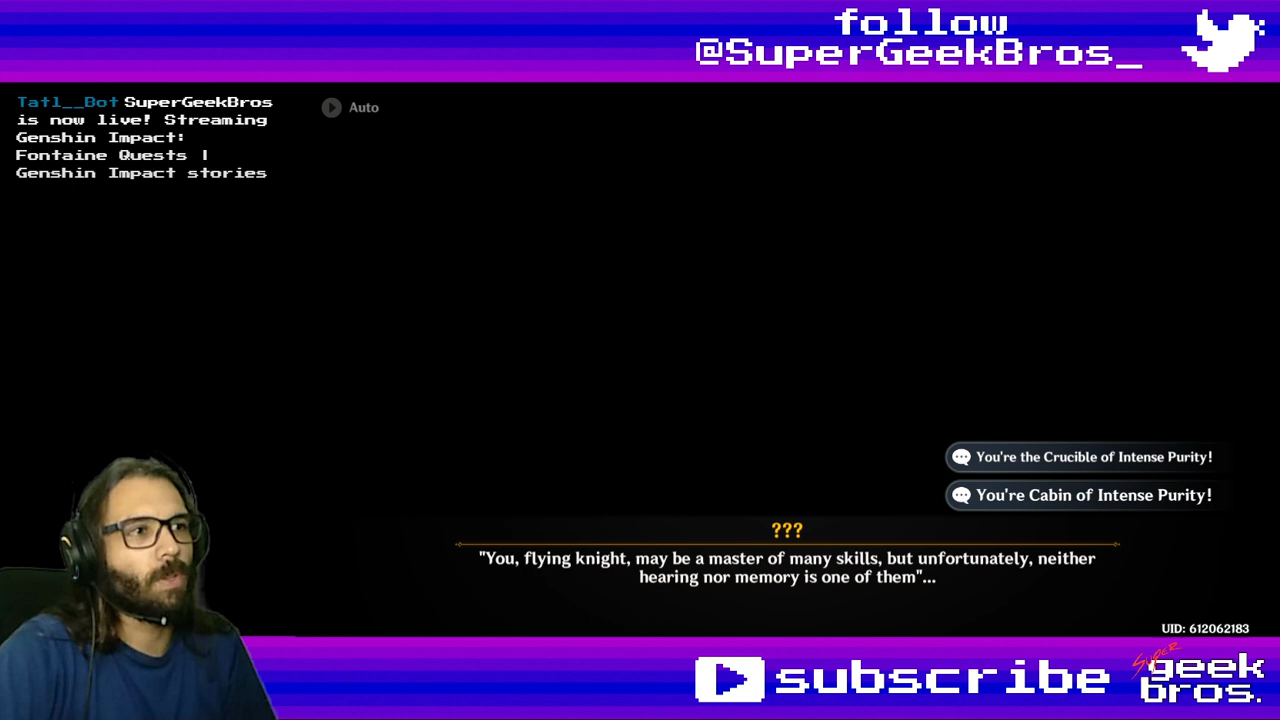 follow
@SuperGeekBros_
Tatl__Bot SuperGeekBros
is now live! Streaming
Genshin Impact:
Fontaine Quests |
Genshin Impact stories
Auto
You're the Crucible of Intense Purity!
You're Cabin of Intense Purity!
???
"You, flying knight, may be a master of many skills, but unfortunately, neither
hearing nor memory is one of them"...
UID: 612062183
subscribe
SUPER
geek
bros.